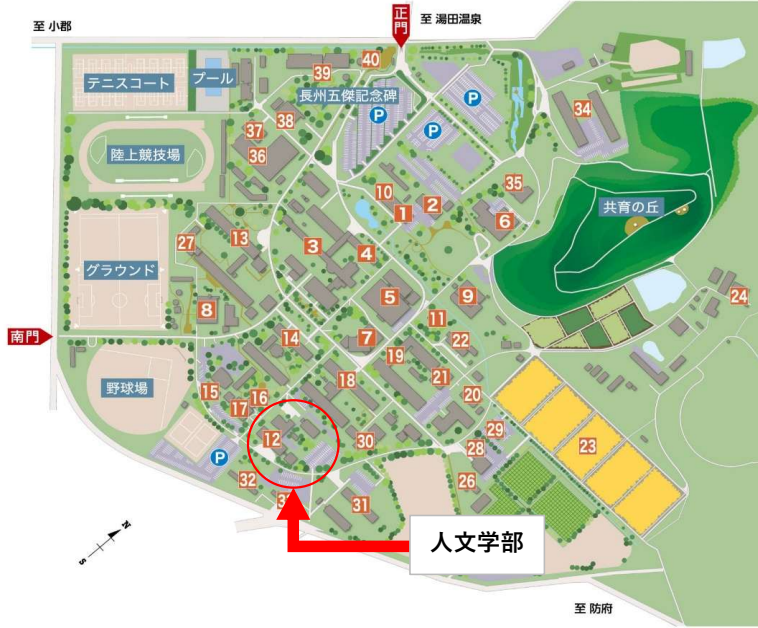 至 小郡
正門
至 湯田温泉
テニスコート
プール
39
40
長州五傑記念碑
P
P
P
34
38
37
36
陸上競技場
10
35
1
2
6
共育の丘
27
13
3
4
グラウンド
8
5
9
24
11
南門
7
22
14
19
野球場
18
21
15
16
17
20
12
30
29
23
28
P
32
26
31
人文学部
N
S
至 防府